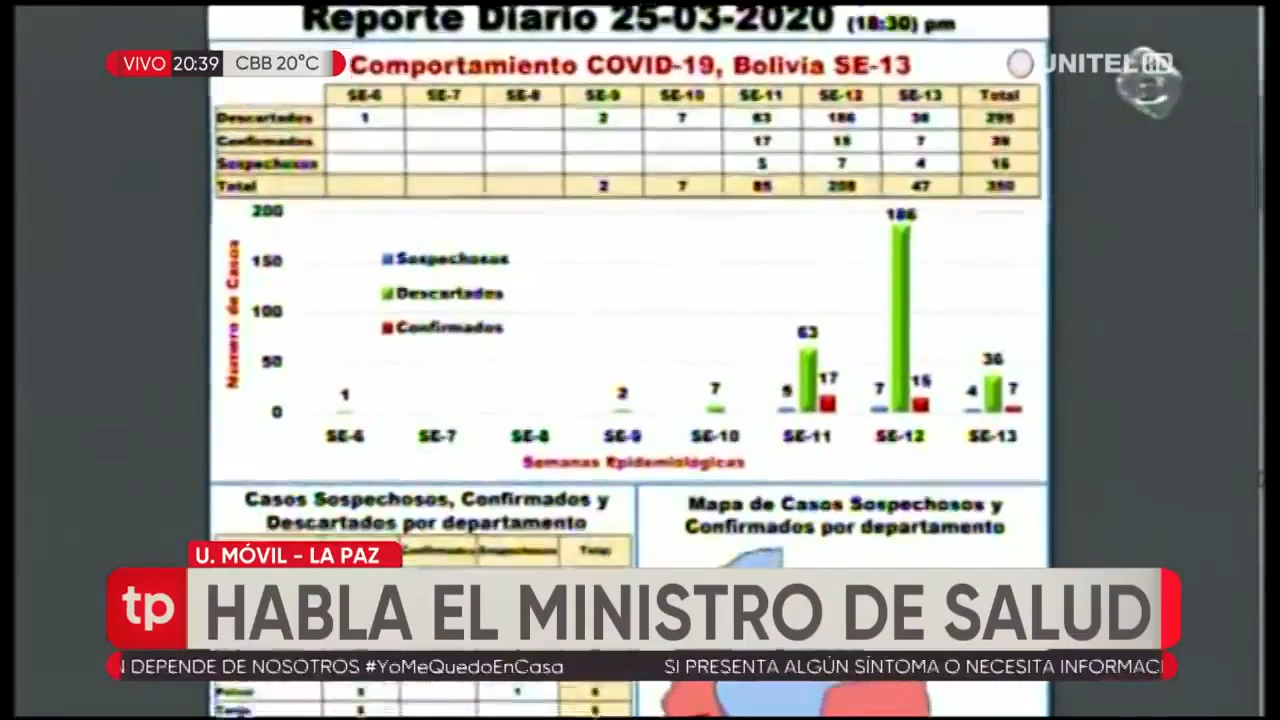 Reporte Diario 25-03-2020 (18:30) pm
VIVO 20:39 CBB 20°C
Comportamiento COVID-19, Bolivia SE-13
UNITEL HD
SE-6 SE-7 SE-8 SE-9 SE-10 SE-11 SE-12 SE-13 Total
Descartados 1 2 7 63 186 36 295
Confirmados 17 15 7 39
Sospechosos 5 7 4 16
Total 2 7 85 208 47 350
200
150
100
50
0
Numero de Casos
Sospechosos
Descartados
Confirmados
1 2 7 5 63 17 7 186 15 4 36 7
SE-6 SE-7 SE-8 SE-9 SE-10 SE-11 SE-12 SE-13
Semanas Epidemiológicas
Casos Sospechosos, Confirmados y
Descartados por departamento
Confirmados Sospechosos Total
Mapa de Casos Sospechosos y
Confirmados por departamento
U. MÓVIL - LA PAZ
tp HABLA EL MINISTRO DE SALUD
N DEPENDE DE NOSOTROS #YoMeQuedoEnCasa SI PRESENTA ALGÚN SÍNTOMA O NECESITA INFORMACI
Potosí 1 6